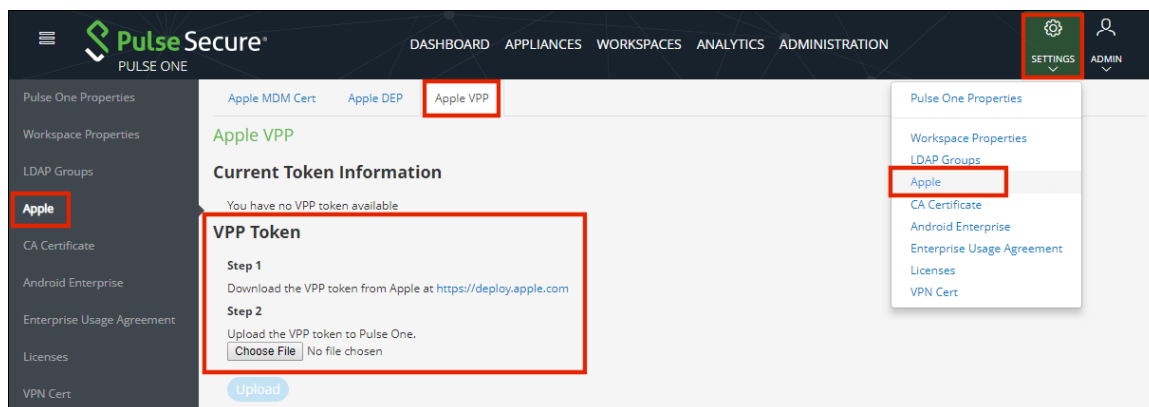 Pulse Secure®
PULSE ONE
DASHBOARD APPLIANCES WORKSPACES ANALYTICS ADMINISTRATION
SETTINGS
ADMIN
Pulse One Properties
Workspace Properties
LDAP Groups
Apple
CA Certificate
Android Enterprise
Enterprise Usage Agreement
Licenses
VPN Cert
Apple MDM Cert Apple DEP Apple VPP
Apple VPP
Current Token Information
You have no VPP token available
VPP Token
Step 1
Download the VPP token from Apple at https://deploy.apple.com
Step 2
Upload the VPP token to Pulse One.
Choose File No file chosen
Upload
Pulse One Properties
Workspace Properties
LDAP Groups
Apple
CA Certificate
Android Enterprise
Enterprise Usage Agreement
Licenses
VPN Cert